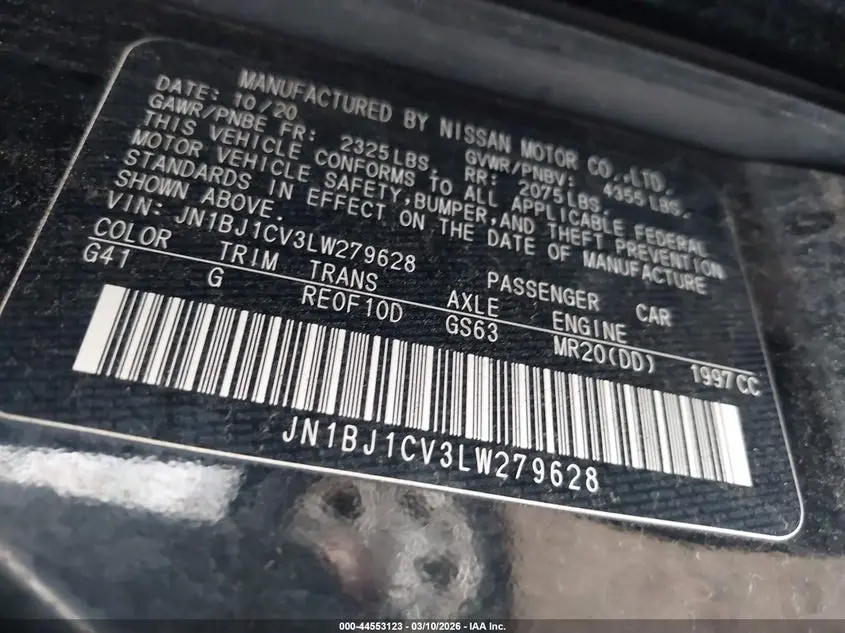 MANUFACTURED BY NISSAN MOTOR CO.,LTD.
DATE: 10/20
GAWR/PNBE FR: 2325LBS. GVWR/PNBV: 4355LBS.
RR: 2075LBS.
THIS VEHICLE CONFORMS TO ALL APPLICABLE FEDERAL
MOTOR VEHICLE SAFETY,BUMPER,AND THEFT PREVENTION
STANDARDS IN EFFECT ON THE DATE OF MANUFACTURE
SHOWN ABOVE.
VIN: JN1BJ1CV3LW279628 PASSENGER CAR
COLOR TRIM TRANS AXLE ENGINE
G41 G RE0F10D GS63 MR20(DD) 1997CC
JN1BJ1CV3LW279628
000-44553123 - 03/10/2026 - IAA Inc.